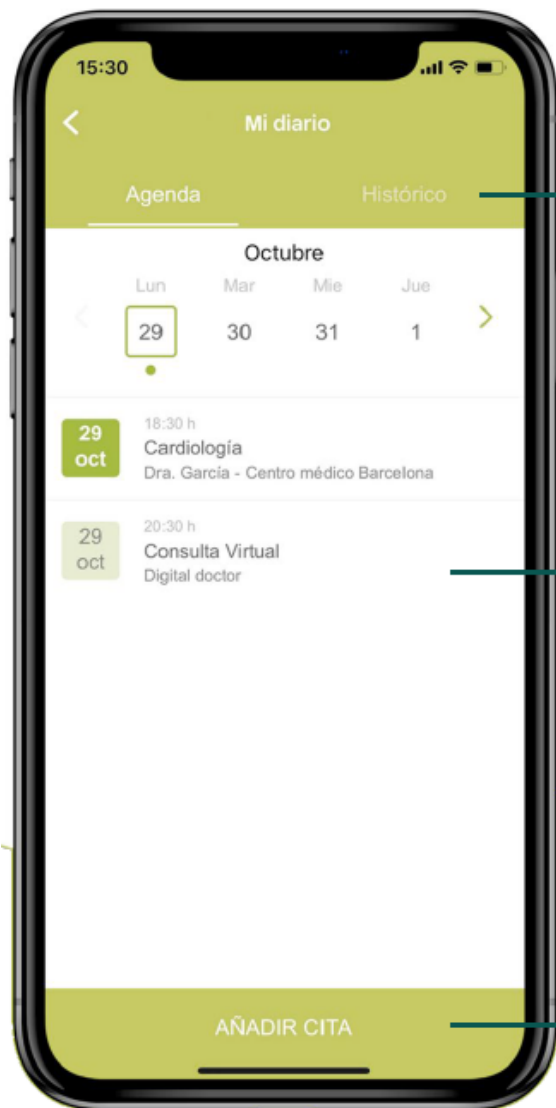 15:30
Mi diario
Agenda Histórico
Octubre
Lun Mar Mie Jue
29 30 31 1
29
oct
18:30 h
Cardiología
Dra. García - Centro médico Barcelona
29
oct
20:30 h
Consulta Virtual
Digital doctor
AÑADIR CITA